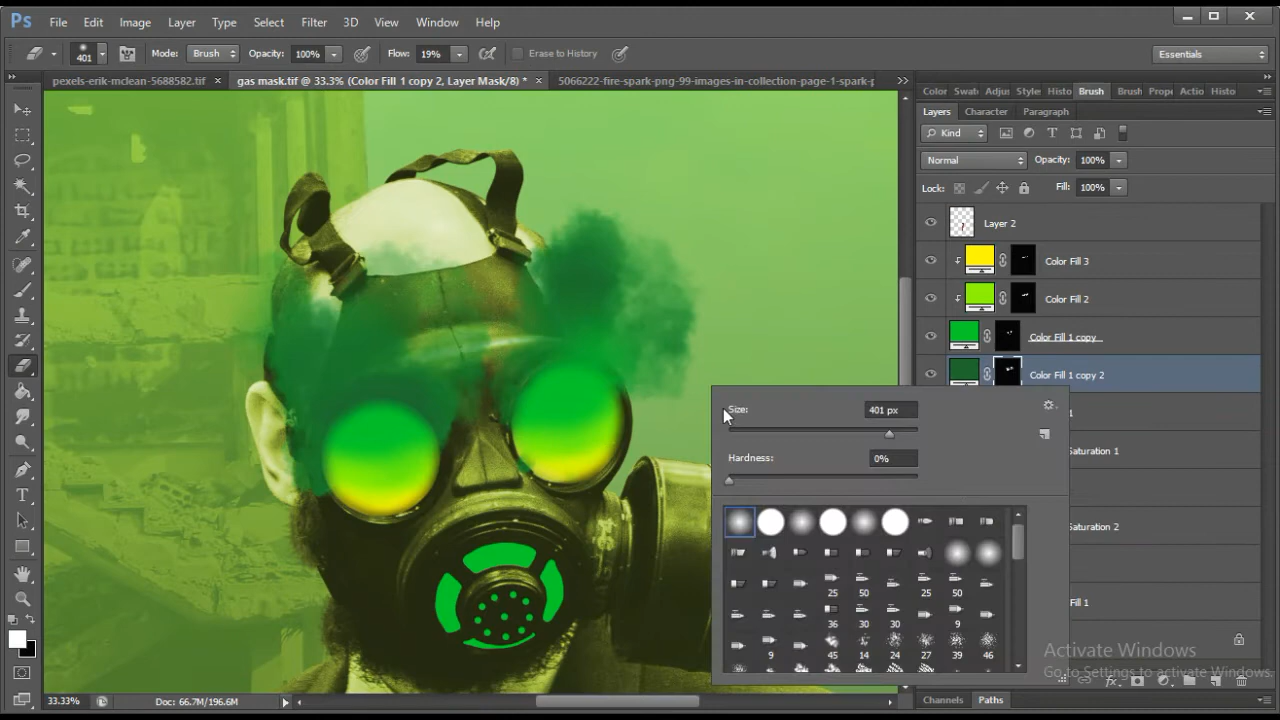 Ps File Edit Image Layer Type Select Filter 3D View Window Help
401 Mode: Brush Opacity: 100% Flow: 19% Erase to History Essentials
pexels-erik-mclean-5688582.tif × gas mask.tif @ 33.3% (Color Fill 1 copy 2, Layer Mask/8) * × 5066222-fire-spark-png-99-images-in-collection-page-1-spark-p
Color Swat Adjus Style Histo Actio Brush Brush Prope Actio Histo
Layers Character Paragraph
Kind
Normal Opacity: 100%
Lock: Fill: 100%
Layer 2
Color Fill 3
Color Fill 2
Color Fill 1 copy
Color Fill 1 copy 2
Size: 401 px
1
Saturation 1
Hardness: 0%
Saturation 2
25 50 25 50
36 30 30 9
Fill 1
9 45 14 24 27 39 46
Activate Windows
Go to Settings to activate Windows.
33.33% Doc: 66.7M/196.6M
Channels Paths